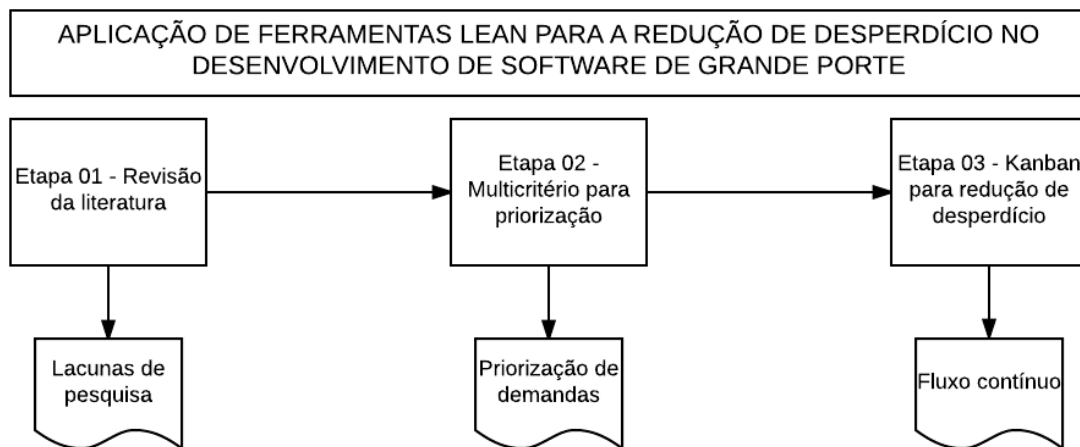 APLICAÇÃO DE FERRAMENTAS LEAN PARA A REDUÇÃO DE DESPERDÍCIO NO
DESENVOLVIMENTO DE SOFTWARE DE GRANDE PORTE
Etapa 01 - Revisão
da literatura
Etapa 02 -
Multicritério para
priorização
Etapa 03 - Kanban
para redução de
desperdício
Lacunas de
pesquisa
Priorização de
demandas
Fluxo contínuo